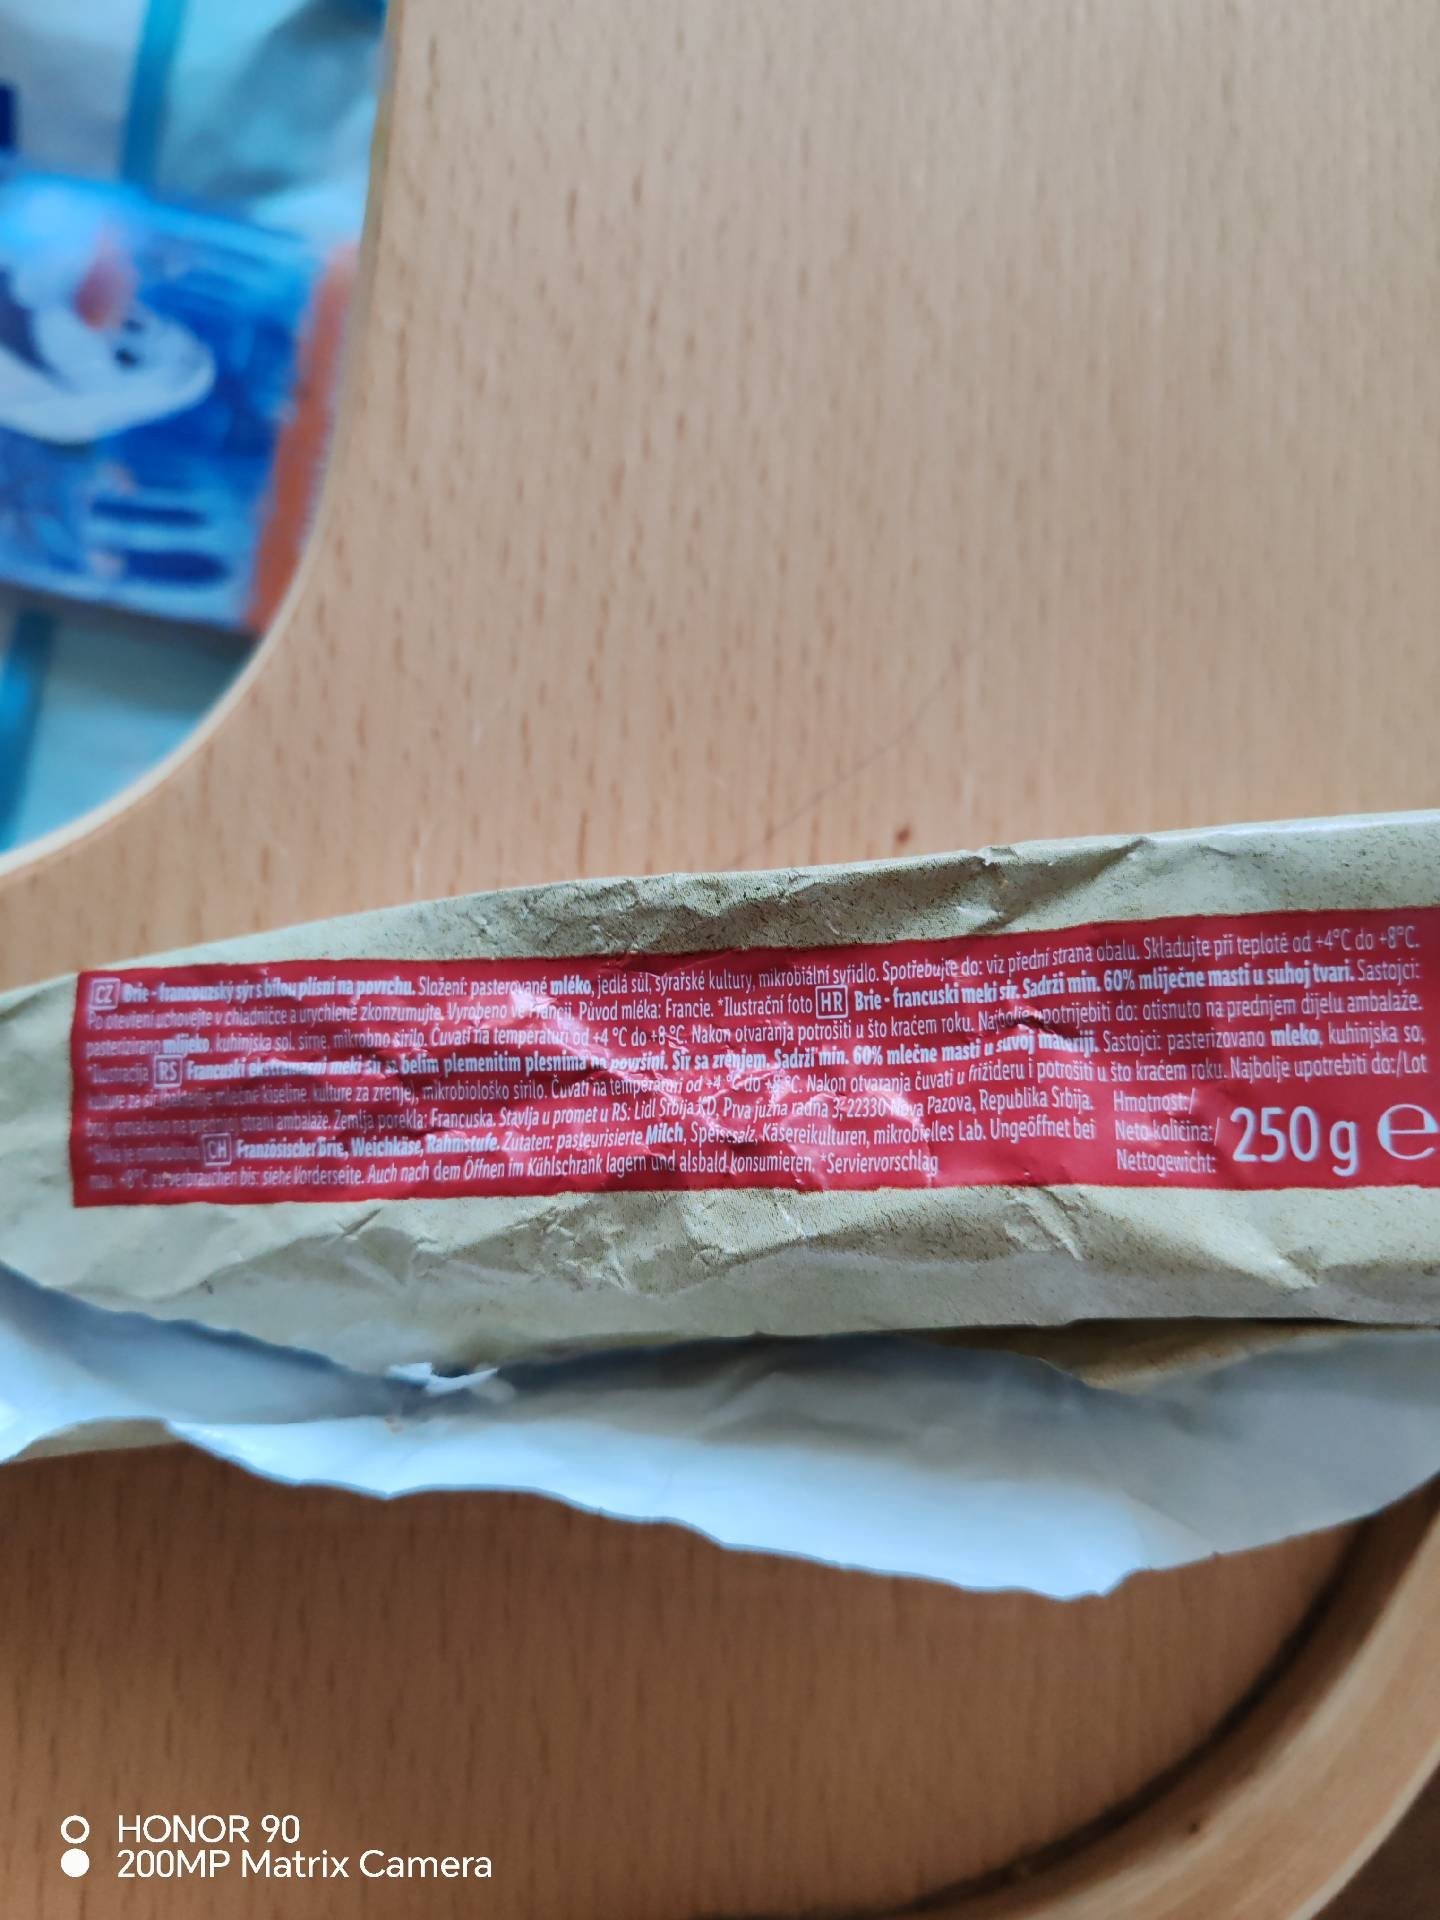 CZ Brie - francouzský sýr s bílou plísní na povrchu. Složení: pasterované mléko, jedlá sůl, sýrařské kultury, mikrobiální syřidlo. Spotřebujte do: viz přední strana obalu. Skladujte při teplotě od +4°C do +8°C.
Po otevření uchovejte v chladničce a urychleně zkonzumujte. Vyrobeno ve Francii. Původ mléka: Francie. *Ilustrační foto HR Brie - francuski meki sir. Sadrži min. 60% mliječne masti u suhoj tvari. Sastojci:
pasterizirano mlijeko, kuhinjska sol, sirne, mikrobno sirilo. Čuvati na temperaturi od +4 °C do +8 °C. Nakon otvaranja potrošiti u što kraćem roku. Najbolje upotrijebiti do: otisnuto na prednjem dijelu ambalaže.
*Ilustracija RS Francuski meki sir sa belim plemenitim plesnima na površini. Sir sa zrenjem. Sadrži min. 60% mlečne masti u suvoj materiji. Sastojci: pasterizovano mleko, kuhinjska so,
kulture za mlečne kiseline, kulture za zrenje), mikrobiološko sirilo. Čuvati na temperaturi od +4 °C do +8 °C. Nakon otvaranja čuvati u frižideru i potrošiti u što kraćem roku. Najbolje upotrebiti do:/Lot
broj označeno na prednjoj strani ambalaže. Zemlja porekla: Francuska. Stavlja u promet u RS: Lidl Srbija KD, Prva južna radna 3, 22330 Nova Pazova, Republika Srbija.
*Slika je simbolična CH Französischer Brie, Weichkäse, Rahmstufe. Zutaten: pasteurisierte Milch, Speisesalz, Käsereikulturen, mikrobielles Lab. Ungeöffnet bei
max. +8°C zu verbrauchen bis: siehe Vorderseite. Auch nach dem Öffnen im Kühlschrank lagern und alsbald konsumieren. *Serviervorschlag
Hmotnost:/
Neto količina:/
Nettogewicht:
250 g e
HONOR 90
200MP Matrix Camera